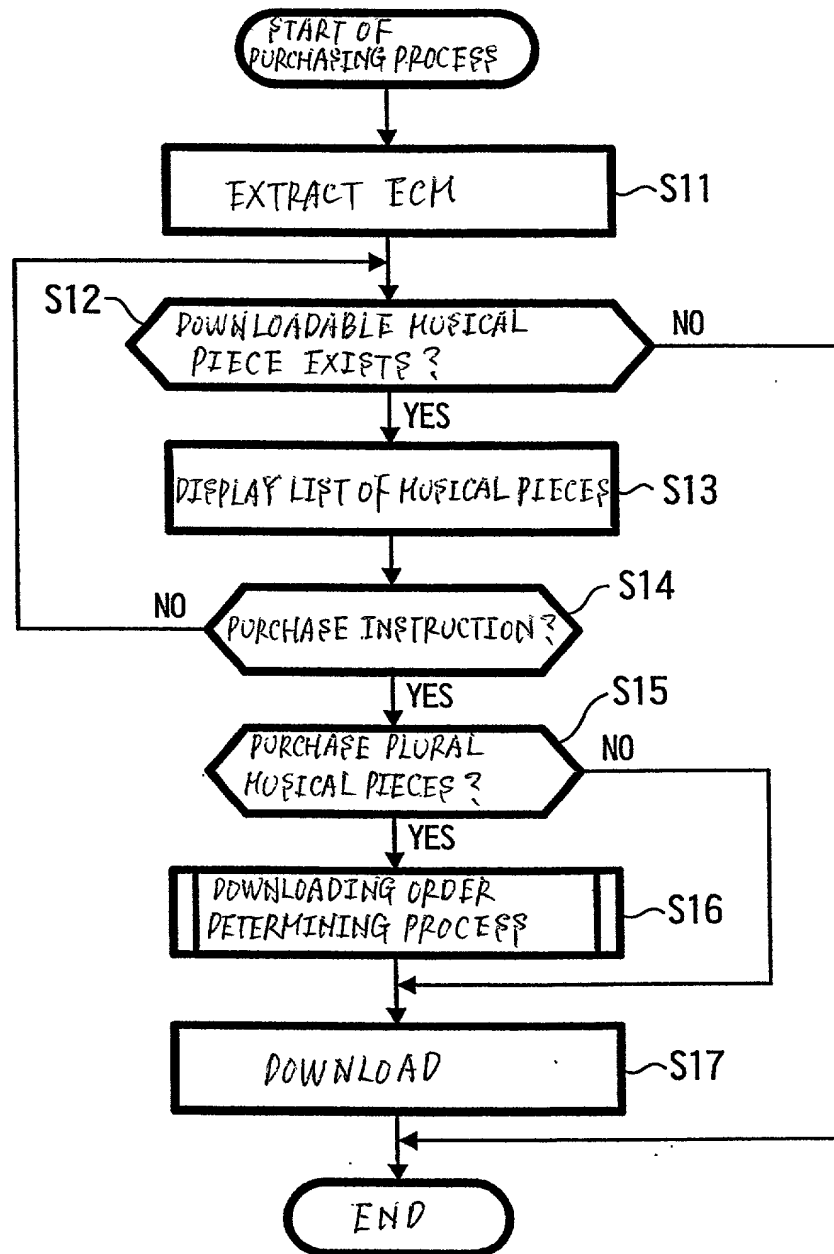 START OF
PURCHASING PROCESS
EXTRACT ECM
S11
S12
DOWNLOADABLE MUSICAL
PIECE EXISTS?
NO
YES
DISPLAY LIST OF MUSICAL PIECES
S13
NO
PURCHASE INSTRUCTION?
S14
YES
S15
PURCHASE PLURAL
MUSICAL PIECES?
NO
YES
DOWNLOADING ORDER
DETERMINING PROCESS
S16
DOWNLOAD
S17
END